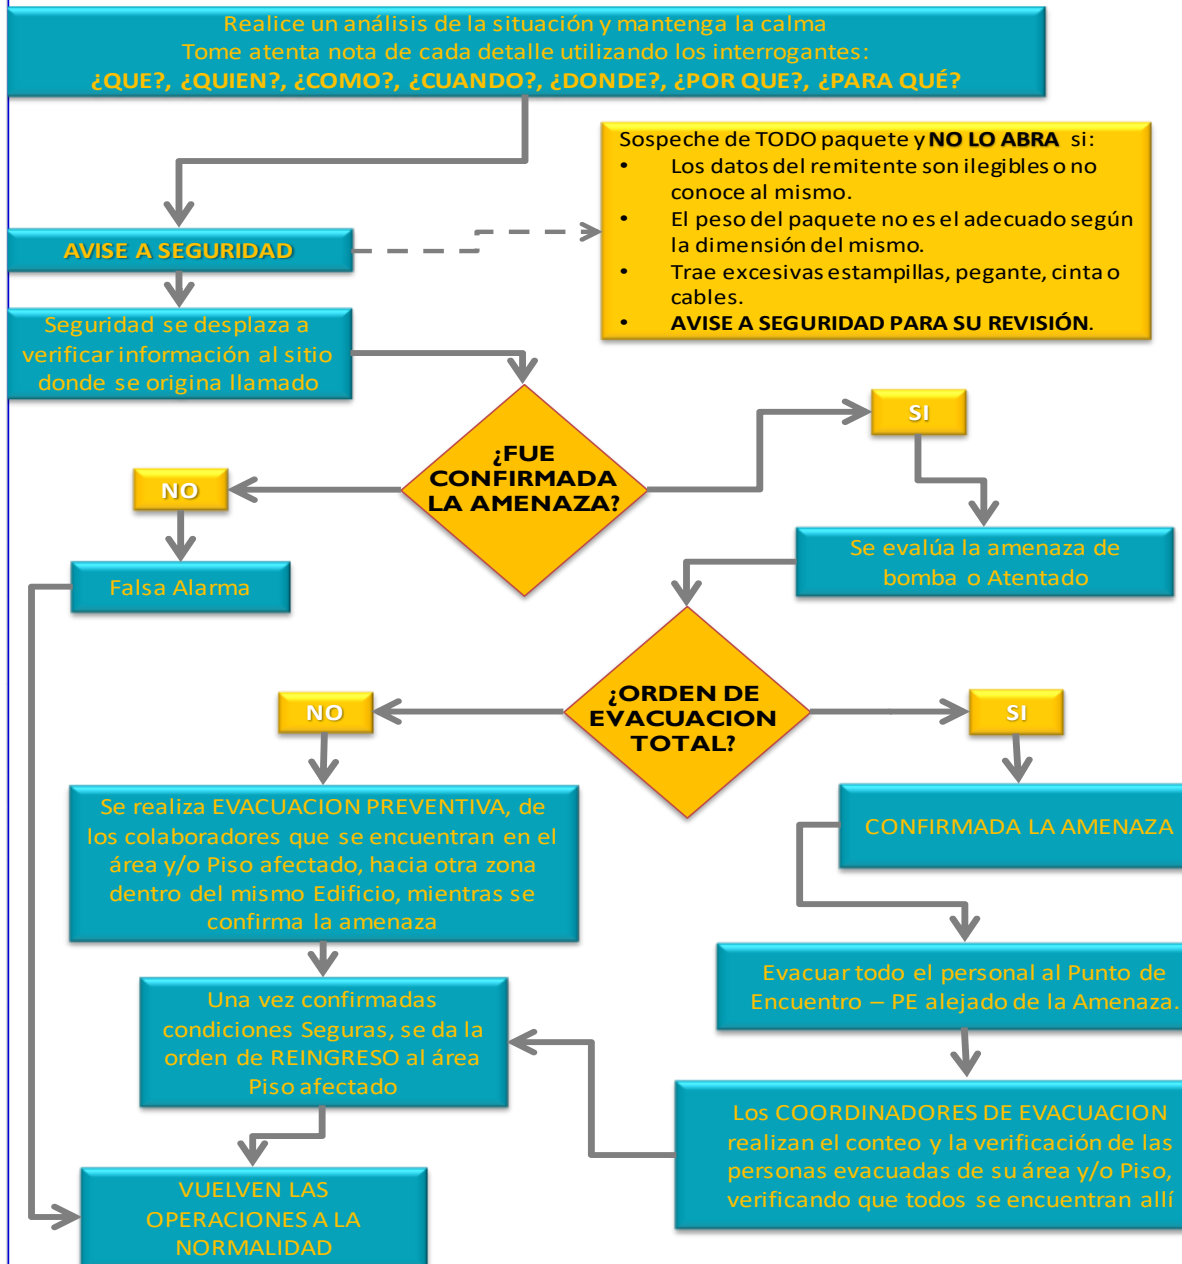 Realice un análisis de la situación y mantenga la calma
Tome atenta nota de cada detalle utilizando los interrogantes:
¿QUE?, ¿QUIEN?, ¿COMO?, ¿CUANDO?, ¿DONDE?, ¿POR QUE?, ¿PARA QUÉ?
Sospeche de TODO paquete y NO LO ABRA si:
• Los datos del remitente son ilegibles o no
conoce al mismo.
• El peso del paquete no es el adecuado según
la dimensión del mismo.
• Trae excesivas estampillas, pegante, cinta o
cables.
• AVISE A SEGURIDAD PARA SU REVISIÓN.
AVISE A SEGURIDAD
Seguridad se desplaza a
verificar información al sitio
donde se origina llamado
¿FUE
CONFIRMADA
LA AMENAZA?
SI
NO
Falsa Alarma
Se evalúa la amenaza de
bomba o Atentado
¿ORDEN DE
EVACUACION
TOTAL?
NO
SI
Se realiza EVACUACION PREVENTIVA, de
los colaboradores que se encuentran en el
área y/o Piso afectado, hacia otra zona
dentro del mismo Edificio, mientras se
confirma la amenaza
CONFIRMADA LA AMENAZA
Evacuar todo el personal al Punto de
Encuentro – PE alejado de la Amenaza.
Una vez confirmadas
condiciones Seguras, se da la
orden de REINGRESO al área
Piso afectado
Los COORDINADORES DE EVACUACION
realizan el conteo y la verificación de las
personas evacuadas de su área y/o Piso,
verificando que todos se encuentran allí
VUELVEN LAS
OPERACIONES A LA
NORMALIDAD